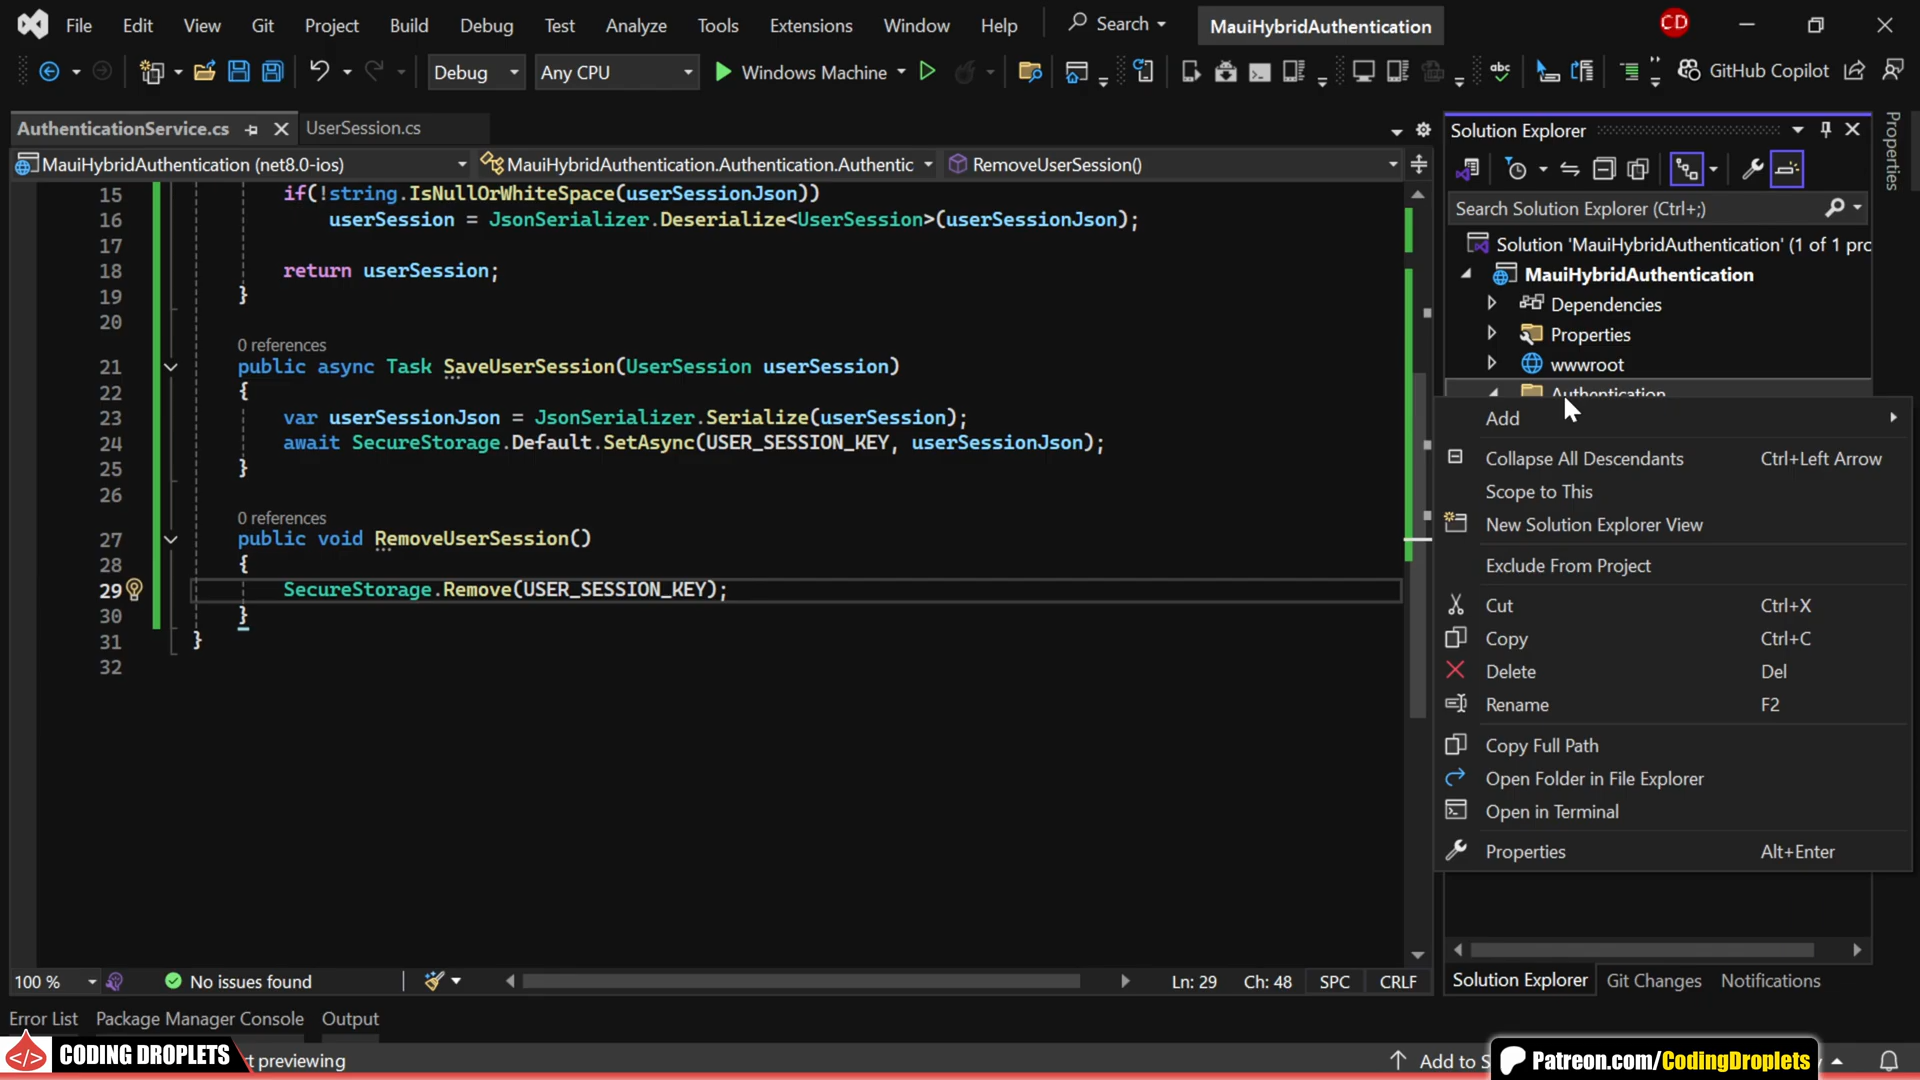 File Edit View Git Project Build Debug Test Analyze Tools Extensions Window Help Search MauiHybridAuthentication CD
Debug Any CPU Windows Machine abc GitHub Copilot
AuthenticationService.cs UserSession.cs
MauiHybridAuthentication (net8.0-ios) MauiHybridAuthentication.Authentication.Authentic RemoveUserSession()
15 if(!string.IsNullOrWhiteSpace(userSessionJson))
16 userSession = JsonSerializer.Deserialize<UserSession>(userSessionJson);
17
18 return userSession;
19 }
20
0 references
21 public async Task SaveUserSession(UserSession userSession)
22 {
23 var userSessionJson = JsonSerializer.Serialize(userSession);
24 await SecureStorage.Default.SetAsync(USER_SESSION_KEY, userSessionJson);
25 }
26
0 references
27 public void RemoveUserSession()
28 {
29 SecureStorage.Remove(USER_SESSION_KEY);
30 }
31 }
32
100 % No issues found Ln: 29 Ch: 48 SPC CRLF
Solution Explorer
Search Solution Explorer (Ctrl+;)
Solution 'MauiHybridAuthentication' (1 of 1 prc
MauiHybridAuthentication
Dependencies
Properties
wwwroot
Authentication
Add
Collapse All Descendants Ctrl+Left Arrow
Scope to This
New Solution Explorer View
Exclude From Project
Cut Ctrl+X
Copy Ctrl+C
Delete Del
Rename F2
Copy Full Path
Open Folder in File Explorer
Open in Terminal
Properties Alt+Enter
Solution Explorer Git Changes Notifications
Properties
Error List Package Manager Console Output
</> CODING DROPLETS t previewing Add to S Patreon.com/CodingDroplets